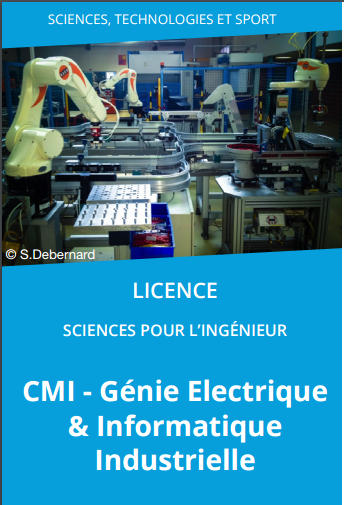 SCIENCES, TECHNOLOGIES ET SPORT
© S.Debernard
LICENCE
SCIENCES POUR L'INGÉNIEUR
CMI - Génie Electrique
& Informatique
Industrielle